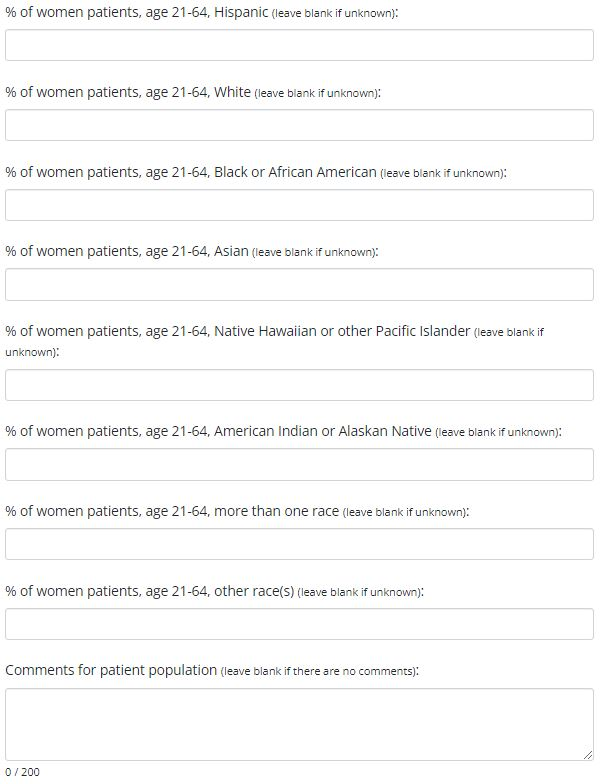 % of women patients, age 21-64, Hispanic (leave blank if unknown):
% of women patients, age 21-64, White (leave blank if unknown):
% of women patients, age 21-64, Black or African American (leave blank if unknown):
% of women patients, age 21-64, Asian (leave blank if unknown):
% of women patients, age 21-64, Native Hawaiian or other Pacific Islander (leave blank if
unknown):
% of women patients, age 21-64, American Indian or Alaskan Native (leave blank if unknown):
% of women patients, age 21-64, more than one race (leave blank if unknown):
% of women patients, age 21-64, other race(s) (leave blank if unknown):
Comments for patient population (leave blank if there are no comments):
0 / 200